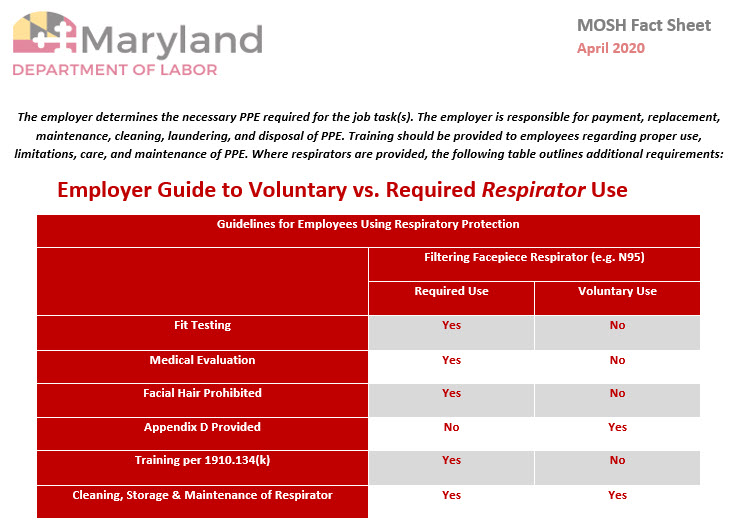 Maryland
DEPARTMENT OF LABOR
MOSH Fact Sheet
April 2020
The employer determines the necessary PPE required for the job task(s). The employer is responsible for payment, replacement,
maintenance, cleaning, laundering, and disposal of PPE. Training should be provided to employees regarding proper use,
limitations, care, and maintenance of PPE. Where respirators are provided, the following table outlines additional requirements:
Employer Guide to Voluntary vs. Required Respirator Use
Guidelines for Employees Using Respiratory Protection
Filtering Facepiece Respirator (e.g. N95)
Required Use Voluntary Use
Fit Testing Yes No
Medical Evaluation Yes No
Facial Hair Prohibited Yes No
Appendix D Provided No Yes
Training per 1910.134(k) Yes No
Cleaning, Storage & Maintenance of Respirator Yes Yes